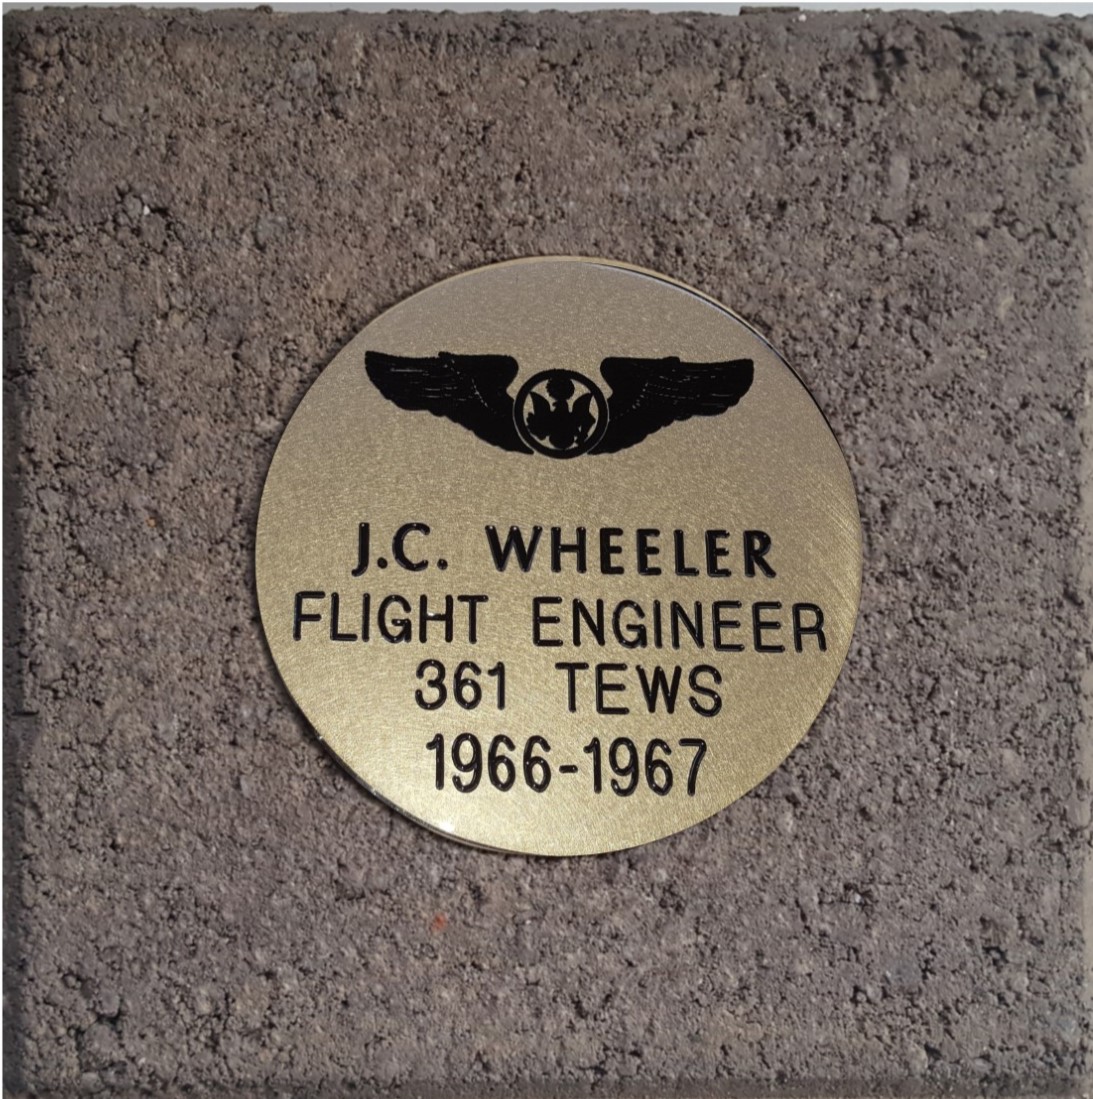 J.C. WHEELER
FLIGHT ENGINEER
361 TEWS
1966-1967